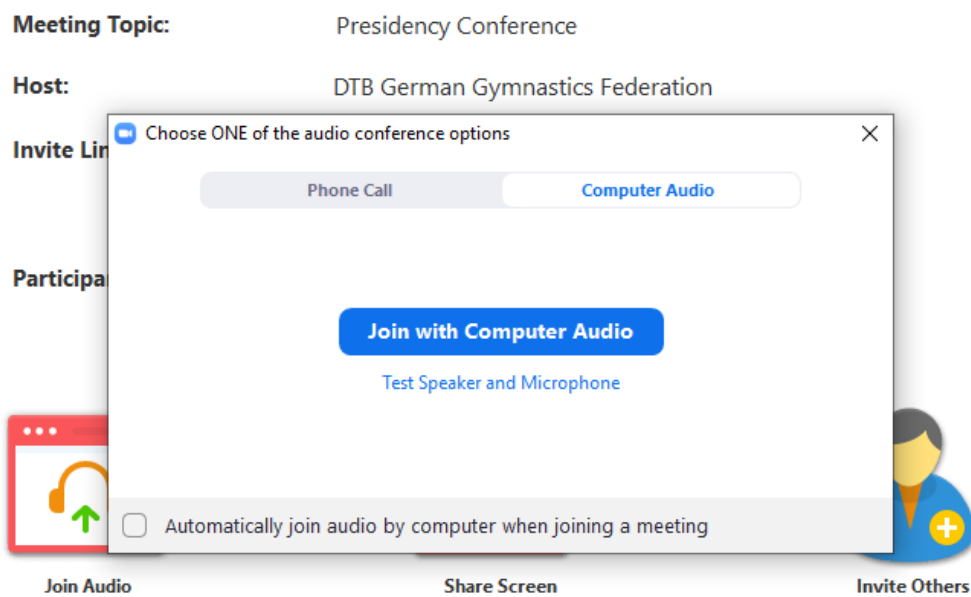 Meeting Topic: Presidency Conference
Host: DTB German Gymnastics Federation
Choose ONE of the audio conference options
Invite
Phone Call Computer Audio
Join with Computer Audio
Test Speaker and Microphone
Automatically join audio by computer when joining a meeting
Join Audio Share Screen Invite Others